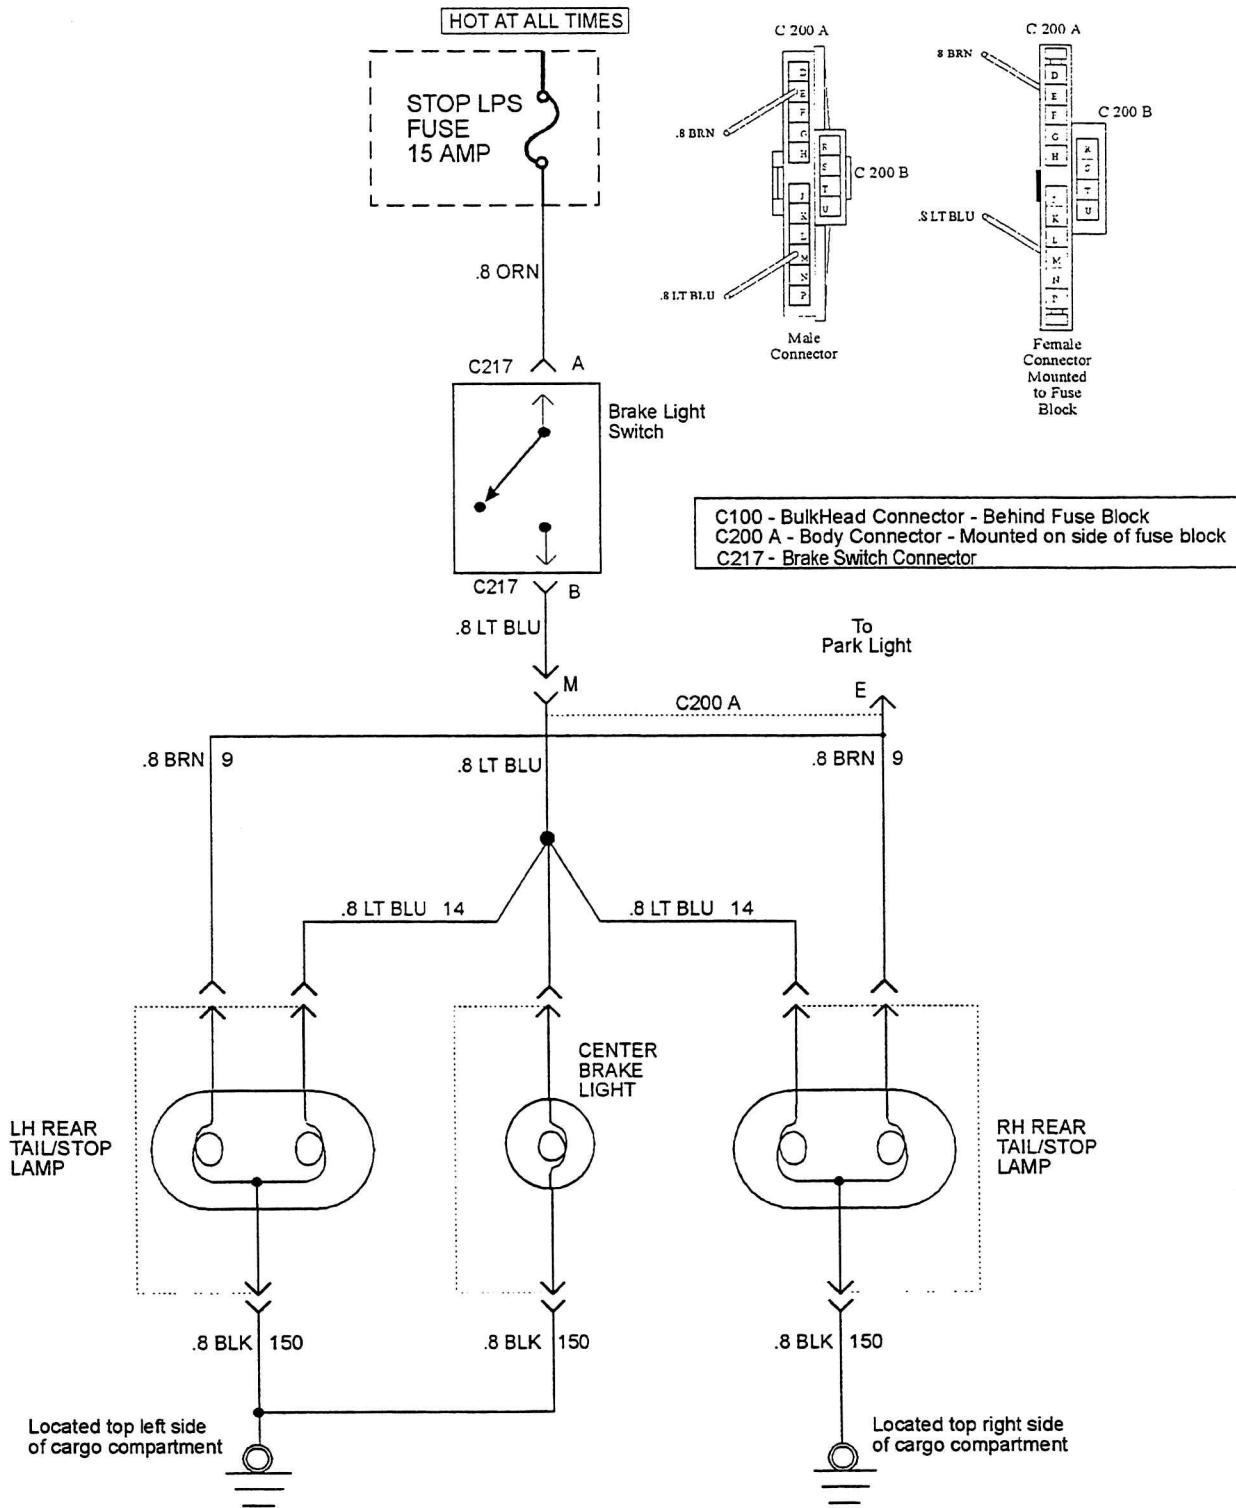 HOT AT ALL TIMES
STOP LPS
FUSE
15 AMP
.8 ORN
C217
A
Brake Light
Switch
C217
B
.8 LT BLU
M
C 200 A
D
E
F
G
H
J
K
L
M
N
P
R
S
T
U
C 200 B
.8 BRN
.8 LT BLU
Male
Connector
C 200 A
8 BRN
D
E
F
G
H
K
L
M
N
R
S
T
U
C 200 B
.8 LT BLU
Female
Connector
Mounted
to Fuse
Block
C100 - BulkHead Connector - Behind Fuse Block
C200 A - Body Connector - Mounted on side of fuse block
C217 - Brake Switch Connector
To
Park Light
E
C200 A
.8 BRN 9
.8 LT BLU
.8 BRN 9
.8 LT BLU 14
.8 LT BLU 14
LH REAR
TAIL/STOP
LAMP
CENTER
BRAKE
LIGHT
RH REAR
TAIL/STOP
LAMP
.8 BLK 150
.8 BLK 150
.8 BLK 150
Located top left side
of cargo compartment
Located top right side
of cargo compartment